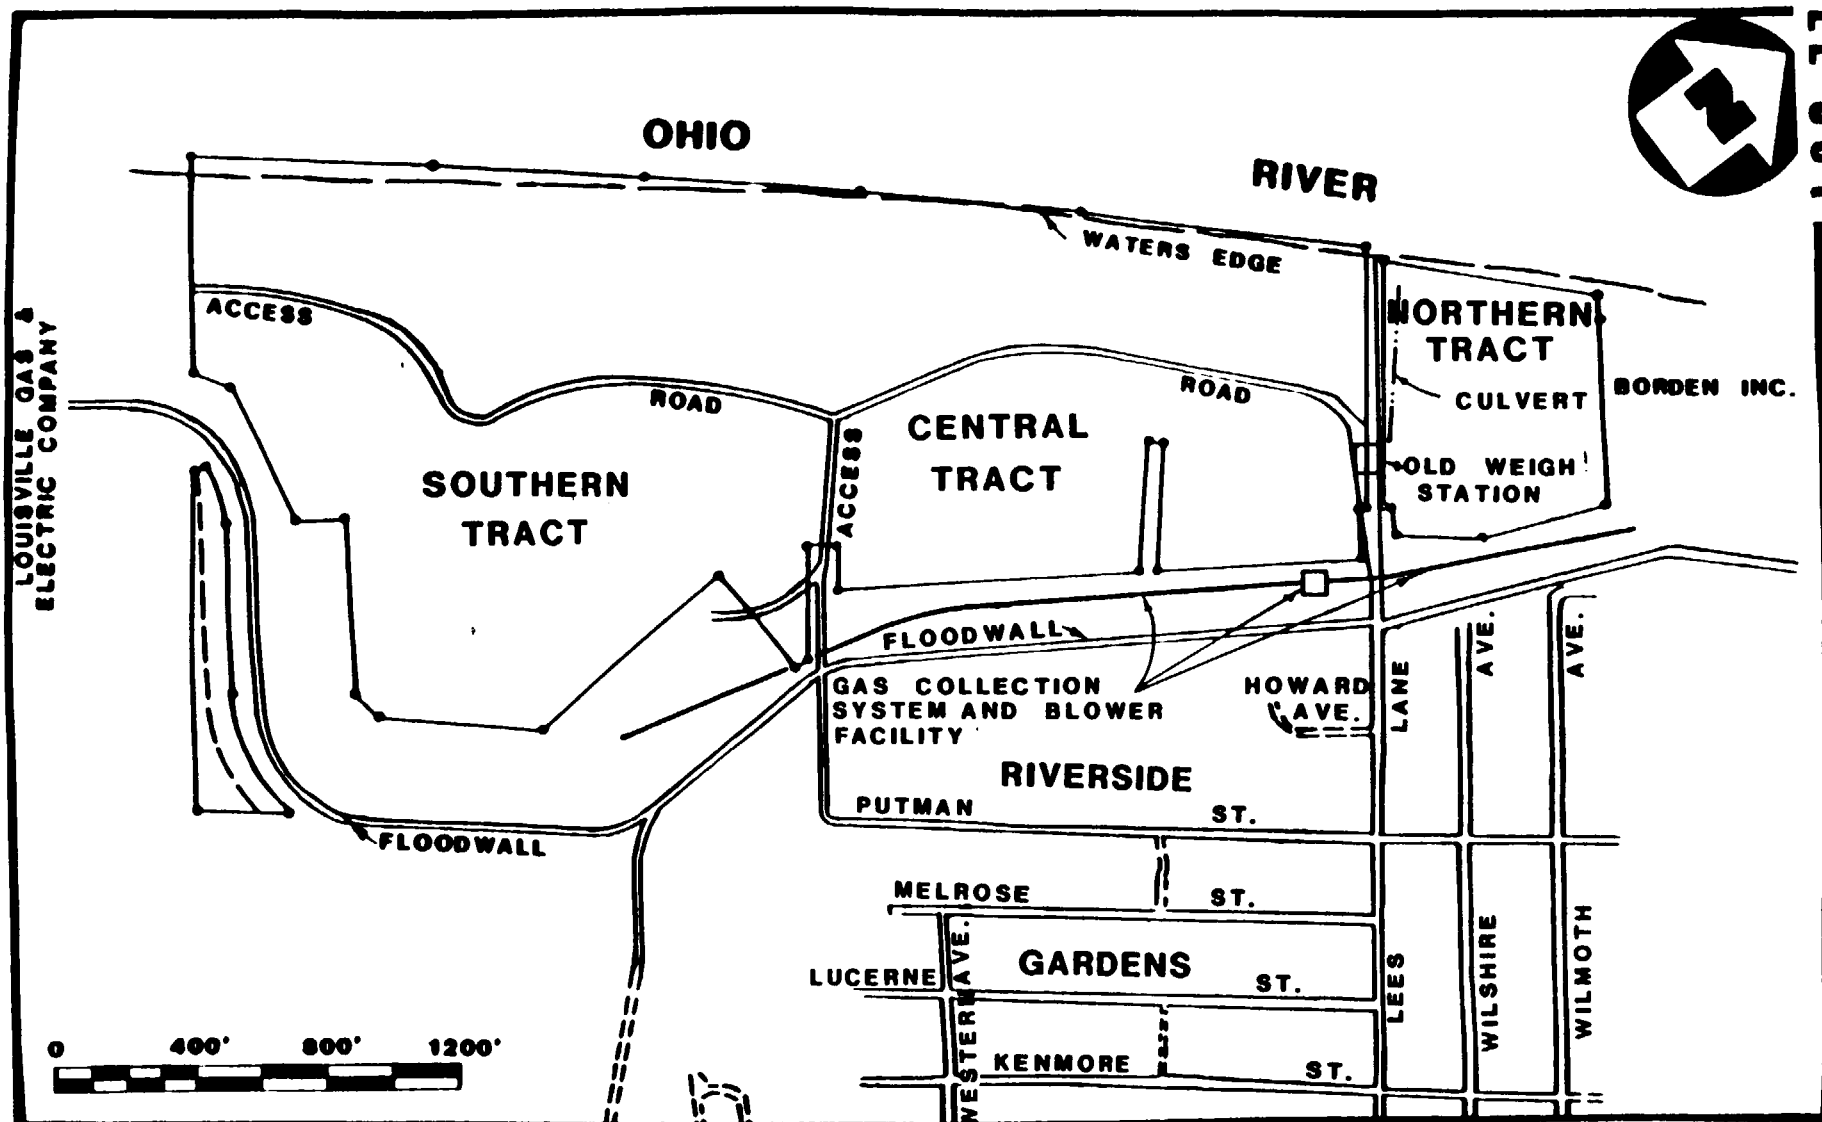 N
OHIO
RIVER
WATERS EDGE
ACCESS
ROAD
ROAD
NORTHERN
TRACT
CULVERT
BORDEN INC.
OLD WEIGH
STATION
CENTRAL
TRACT
ACCESS
SOUTHERN
TRACT
LOUISVILLE GAS &
ELECTRIC COMPANY
FLOODWALL
GAS COLLECTION
SYSTEM AND BLOWER
FACILITY
HOWARD
AVE.
LANE
AVE.
AVE.
RIVERSIDE
PUTMAN ST.
FLOODWALL
MELROSE ST.
GARDENS
LUCERNE ST.
WESTERN AVE.
LEES
WILSHIRE
WILMOTH
KENMORE ST.
0 400' 800' 1200'